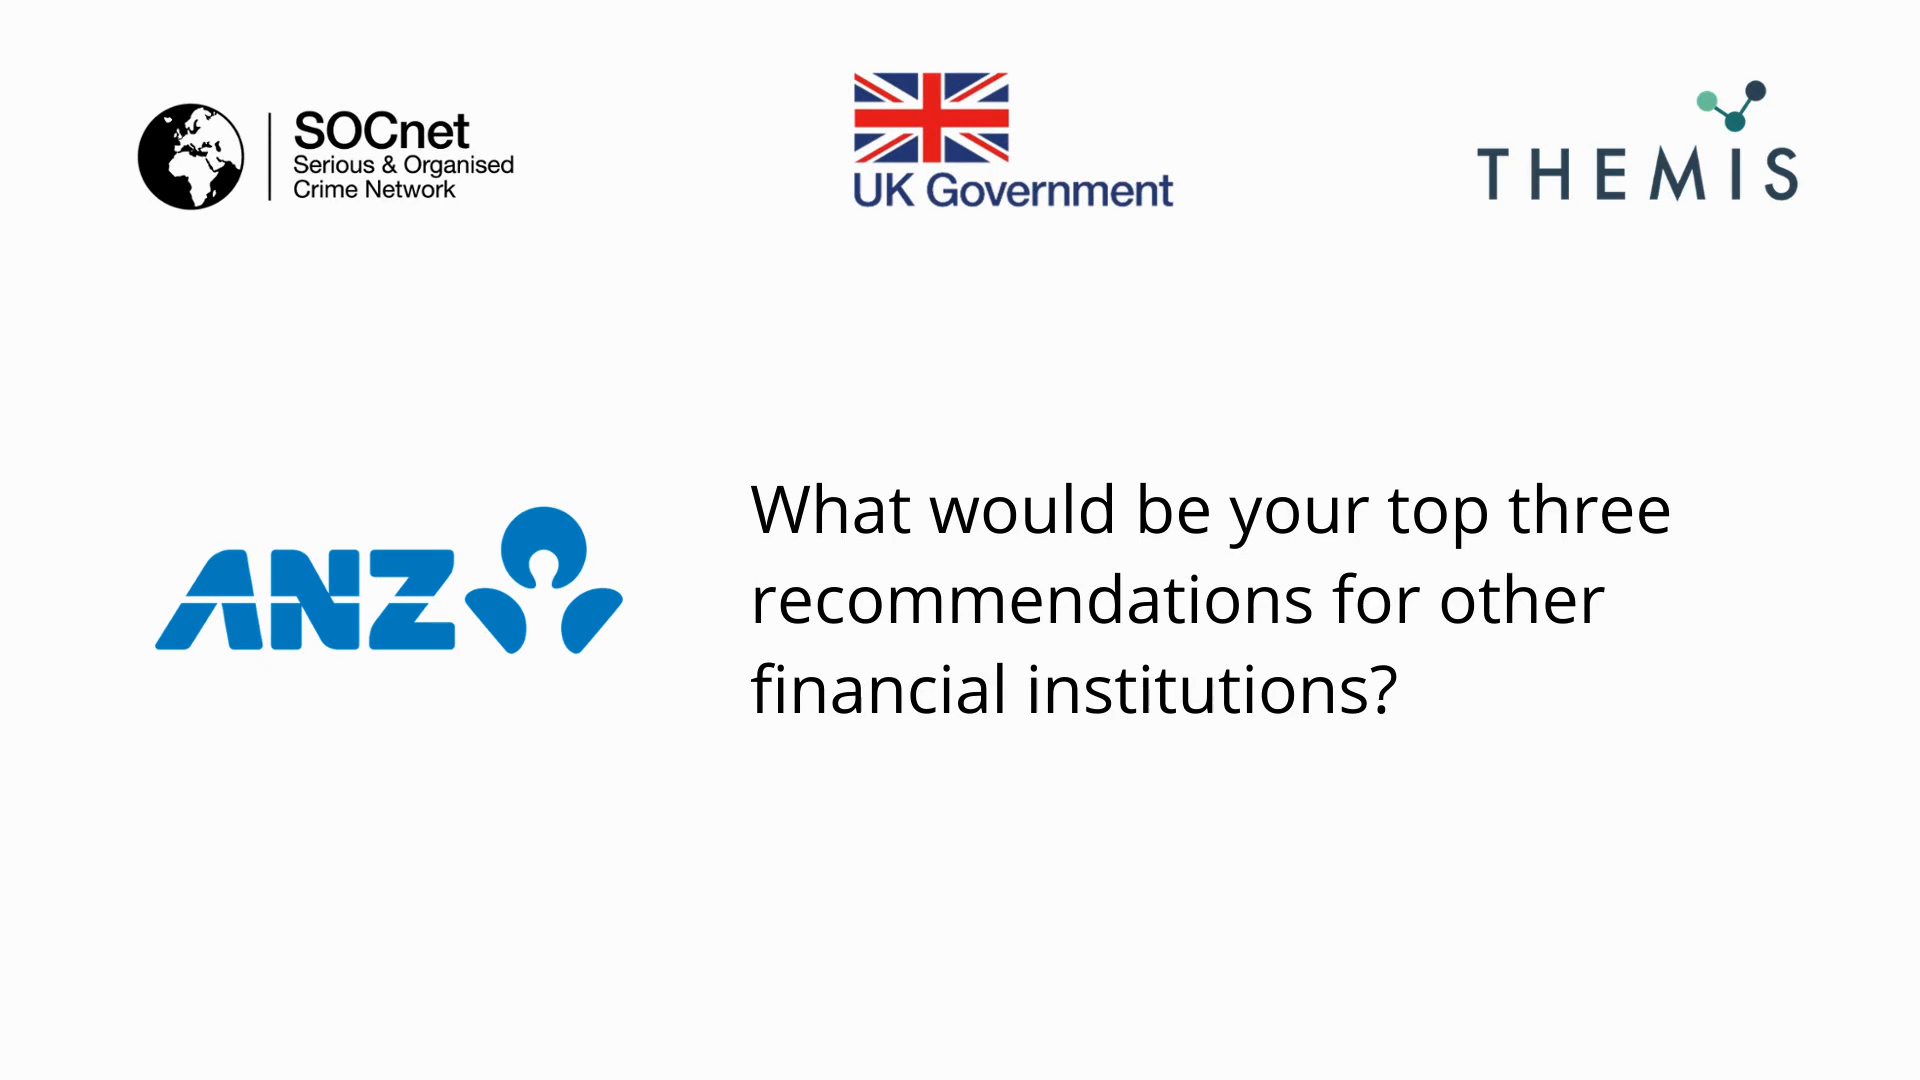 SOCnet
Serious & Organised
Crime Network
UK Government
THEMIS
ANZ
What would be your top three
recommendations for other
financial institutions?